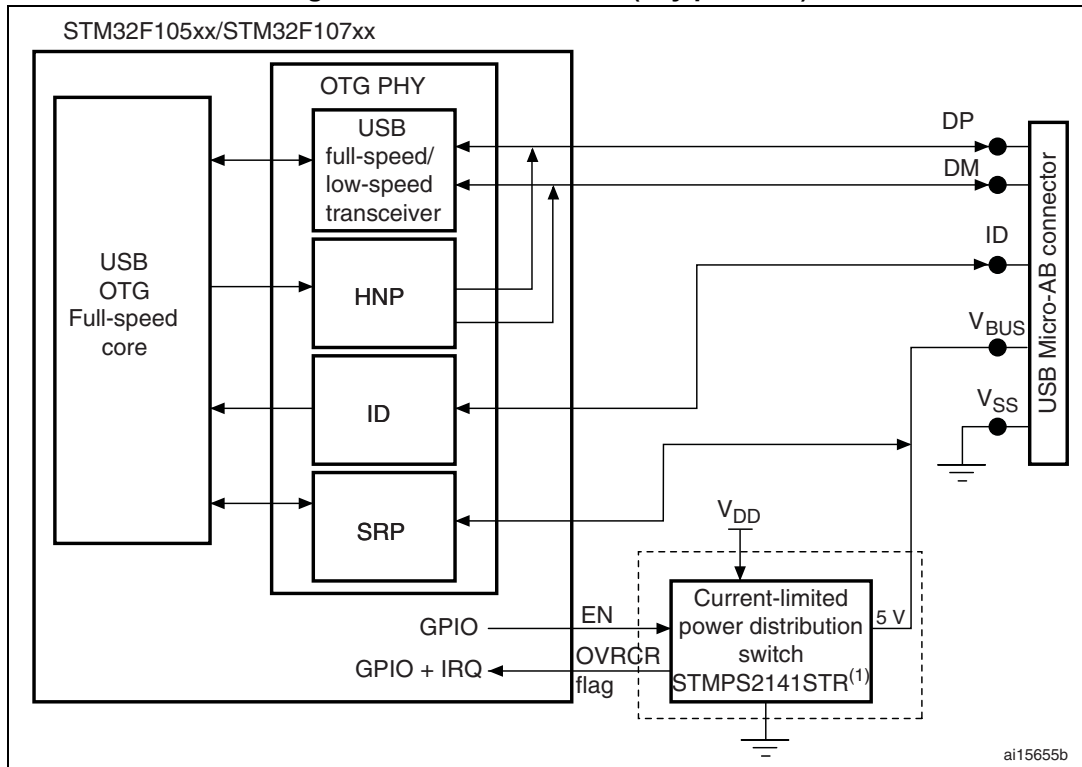 STM32F105xx/STM32F107xx
OTG PHY
USB
full-speed/
low-speed
transceiver
HNP
ID
SRP
USB
OTG
Full-speed
core
GPIO
GPIO + IRQ
EN
OVRCR
flag
VDD
Current-limited
power distribution
switch
STMPS2141STR(1)
5 V
DP
DM
ID
VBUS
VSS
USB Micro-AB connector
ai15655b